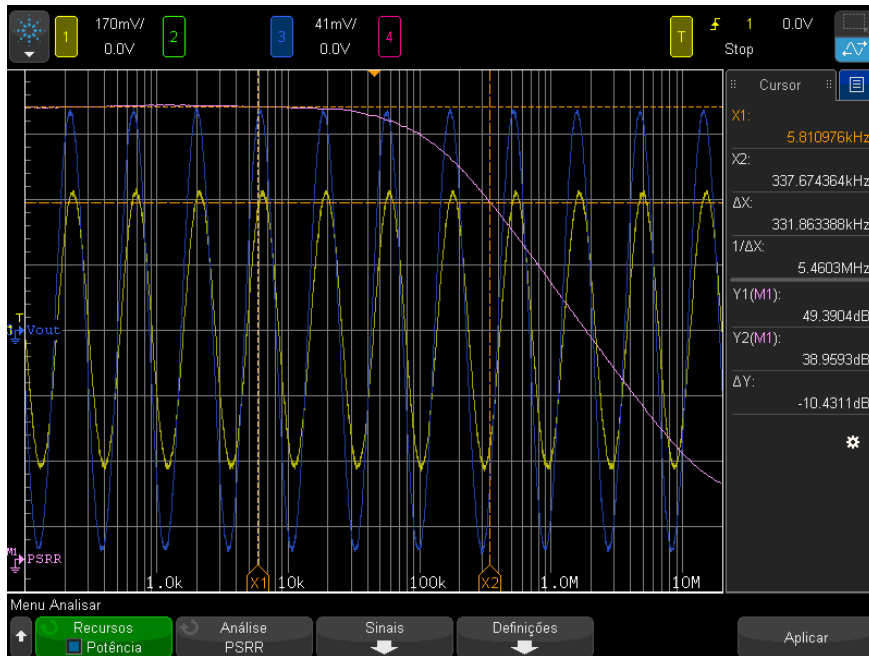 1 170mV/ 0.0V 2 3 41mV/ 0.0V 4 T 1 0.0V
Stop
Cursor
X1:
5.810976kHz
X2:
337.674364kHz
ΔX:
331.863388kHz
1/ΔX:
5.4603MHz
Y1(M1):
49.3904dB
Y2(M1):
38.9593dB
ΔY:
-10.4311dB
T
Vout
M1
PSRR
1.0k X1 10k 100k X2 1.0M 10M
Menu Analisar
Recursos
Potência
Análise
PSRR
Sinais
Definições
Aplicar